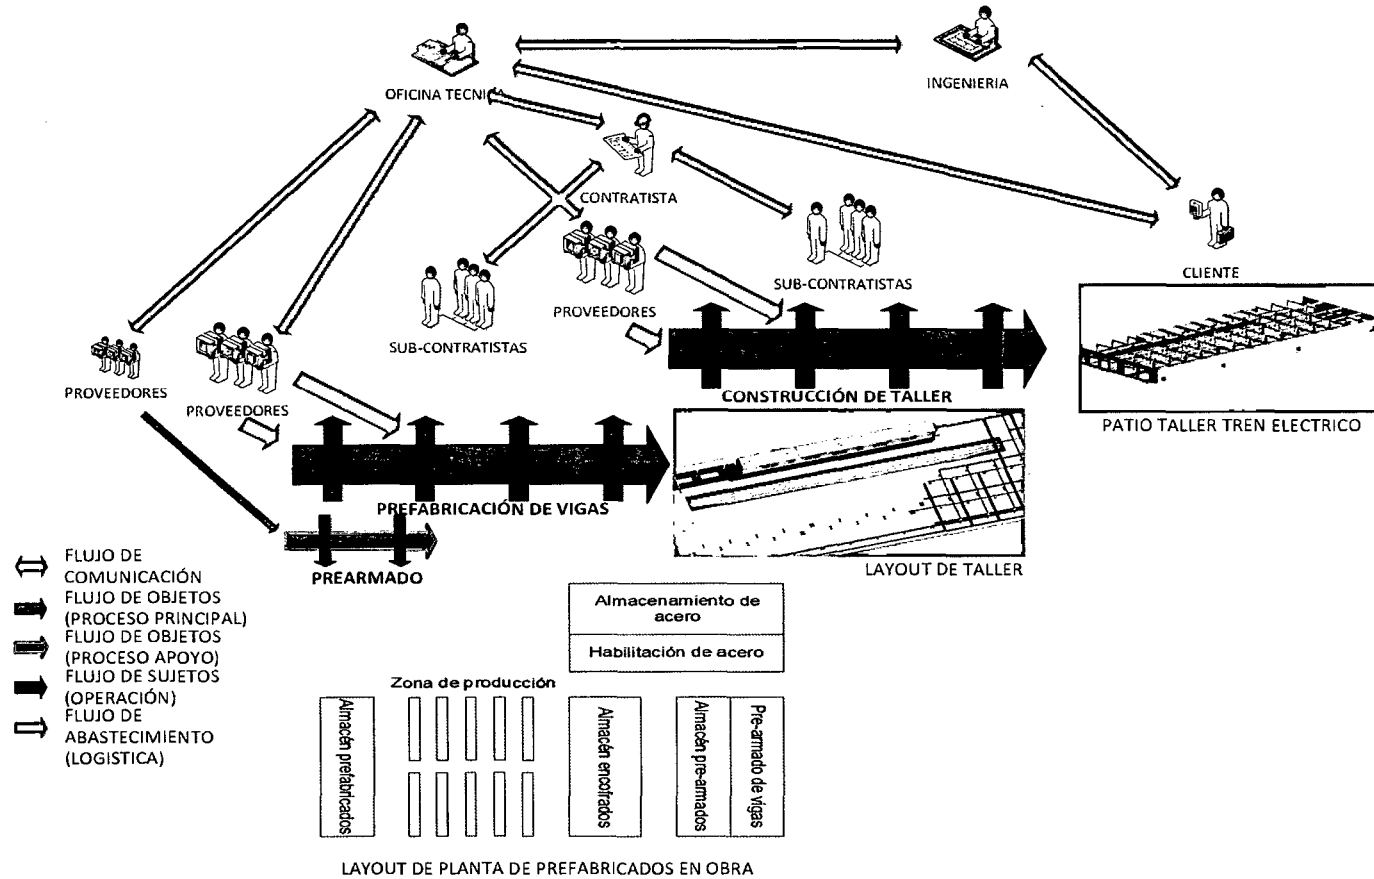 OFICINA TECNICA
INGENIERIA
CONTRATISTA
CLIENTE
SUB-CONTRATISTAS
PROVEEDORES
SUB-CONTRATISTAS
PROVEEDORES
PROVEEDORES
CONSTRUCCIÓN DE TALLER
PATIO TALLER TREN ELECTRICO
PREFABRICACIÓN DE VIGAS
LAYOUT DE TALLER
PREARMADO
FLUJO DE
COMUNICACIÓN
FLUJO DE OBJETOS
(PROCESO PRINCIPAL)
FLUJO DE OBJETOS
(PROCESO APOYO)
FLUJO DE SUJETOS
(OPERACIÓN)
FLUJO DE
ABASTECIMIENTO
(LOGISTICA)
Almacenamiento de
acero
Habilitación de acero
Zona de producción
Almacén prefabricados
Almacén encofrados
Almacén pre-armados
Pre-armado de vigas
LAYOUT DE PLANTA DE PREFABRICADOS EN OBRA